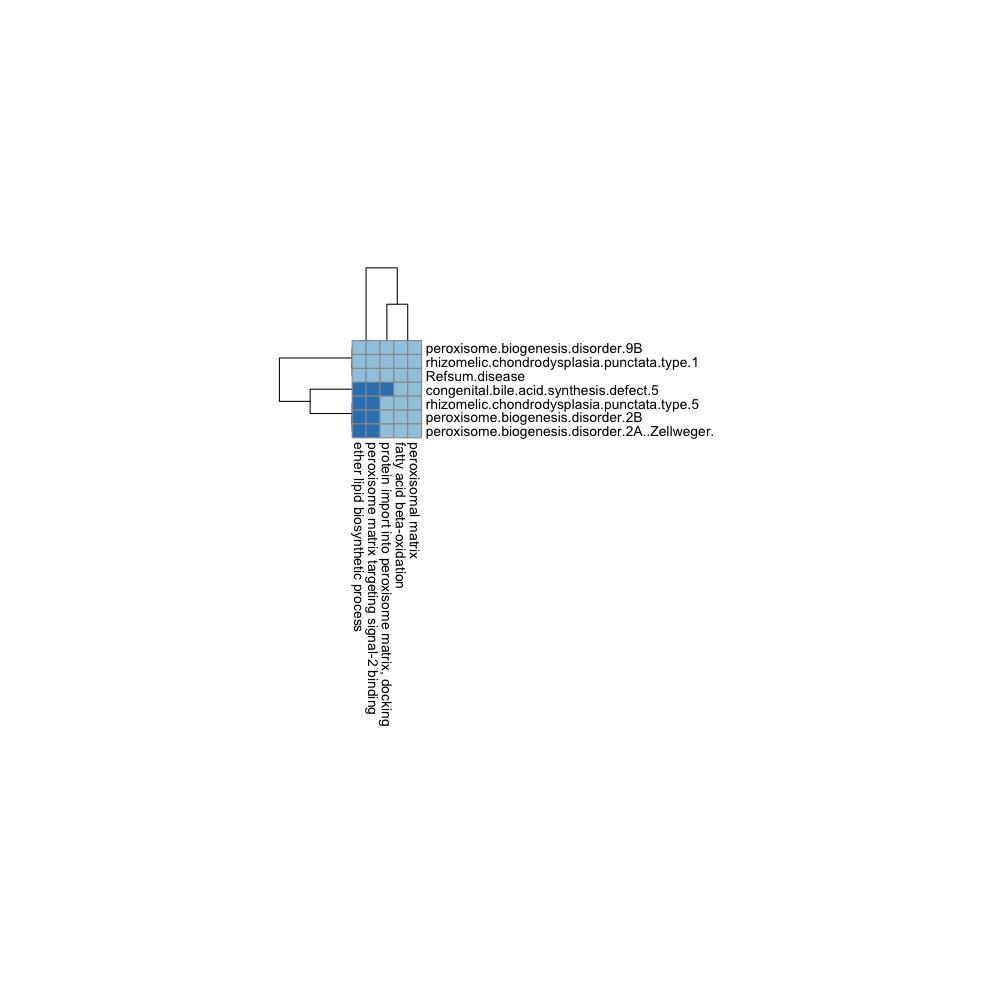 peroxisome.biogenesis.disorder.9B
rhizomelic.chondrodysplasia.punctata.type.1
Refsum.disease
congenital.bile.acid.synthesis.defect.5
rhizomelic.chondrodysplasia.punctata.type.5
peroxisome.biogenesis.disorder.2B
peroxisome.biogenesis.disorder.2A..Zellweger.
ether lipid biosynthetic process
peroxisome matrix targeting signal-2 binding
protein import into peroxisome matrix, docking
fatty acid beta-oxidation
peroxisomal matrix